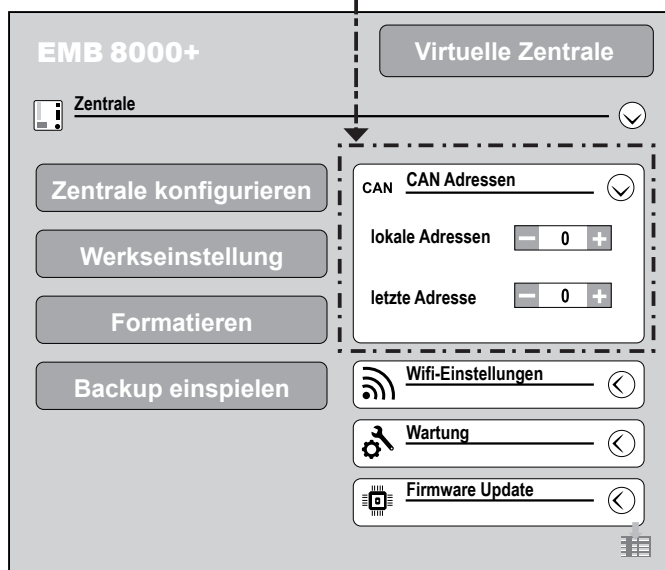 EMB 8000+
Virtuelle Zentrale
Zentrale
Zentrale konfigurieren
Werkseinstellung
Formatieren
Backup einspielen
CAN CAN Adressen
lokale Adressen − 0 +
letzte Adresse − 0 +
Wifi-Einstellungen
Wartung
Firmware Update